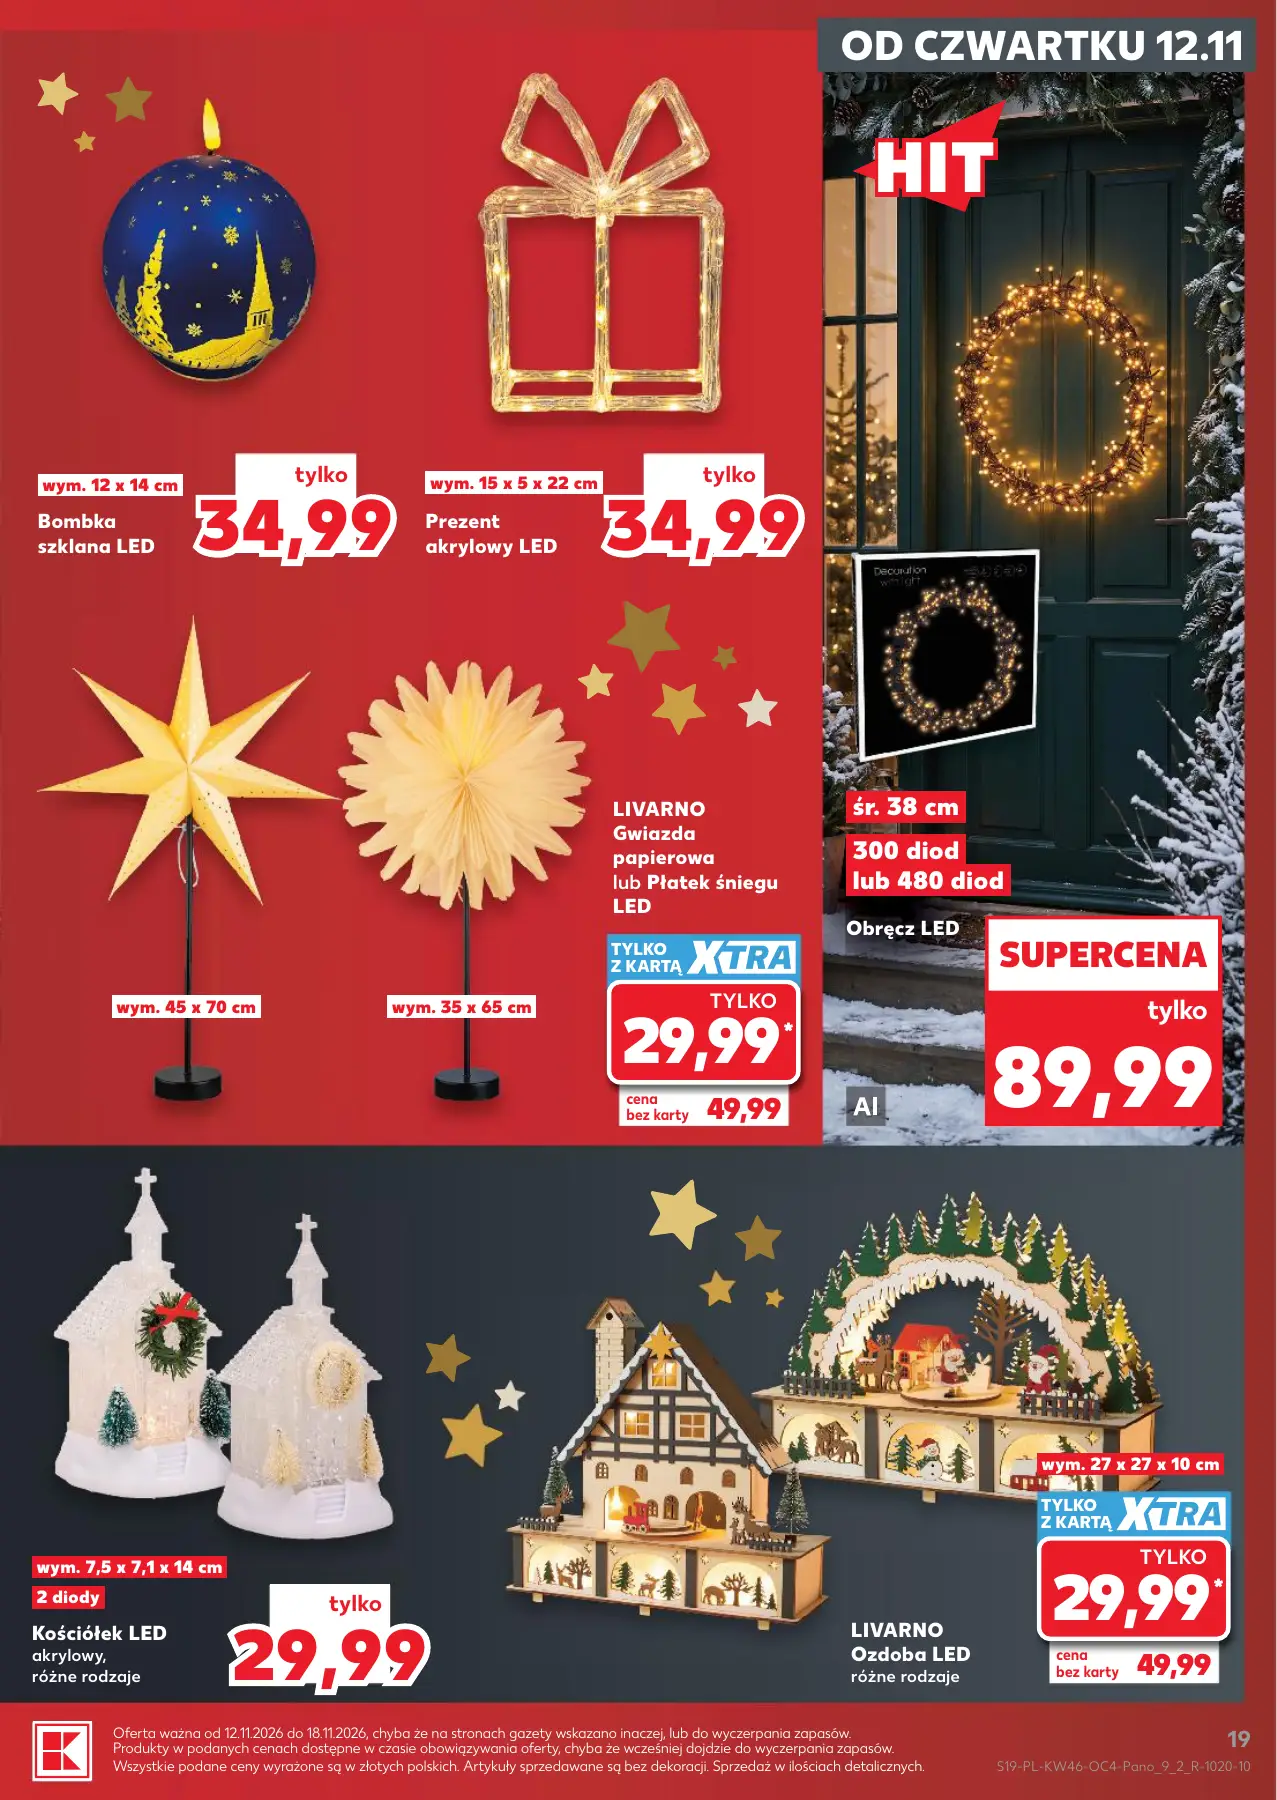 OD CZWARTKU 12.11
HIT
wym. 12 x 14 cm
Bombka
szklana LED
tylko
34,99
wym. 15 x 5 x 22 cm
Prezent
akrylowy LED
tylko
34,99
Decoration
with light
śr. 38 cm
300 diod
lub 480 diod
Obręcz LED
SUPERCENA
tylko
89,99
AI
LIVARNO
Gwiazda
papierowa
lub Płatek śniegu
LED
wym. 45 x 70 cm
wym. 35 x 65 cm
TYLKO
Z KARTĄ XTRA
TYLKO
29,99*
cena
bez karty 49,99
wym. 7,5 x 7,1 x 14 cm
2 diody
Kościółek LED
akrylowy,
różne rodzaje
tylko
29,99
wym. 27 x 27 x 10 cm
LIVARNO
Ozdoba LED
różne rodzaje
TYLKO
Z KARTĄ XTRA
TYLKO
29,99*
cena
bez karty 49,99
Oferta ważna od 12.11.2026 do 18.11.2026, chyba że na stronach gazety wskazano inaczej, lub do wyczerpania zapasów.
Produkty w podanych cenach dostępne w czasie obowiązywania oferty, chyba że wcześniej dojdzie do wyczerpania zapasów.
Wszystkie podane ceny wyrażone są w złotych polskich. Artykuły sprzedawane są bez dekoracji. Sprzedaż w ilościach detalicznych.
19
S19-PL-KW46-OC4-Pano_9_2_R-1020-10